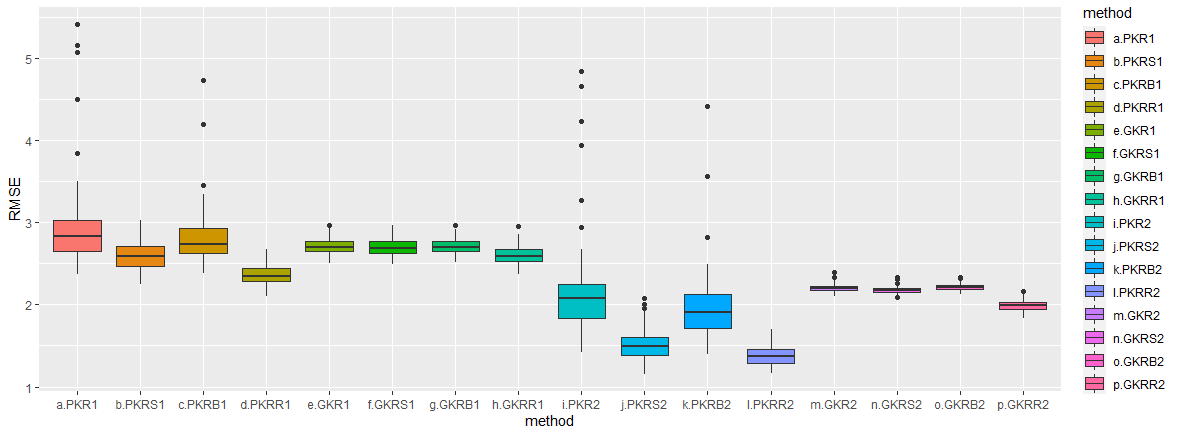 RMSE
5
4
3
2
1
a.PKR1 b.PKRS1 c.PKRB1 d.PKRR1 e.GKR1 f.GKRS1 g.GKRB1 h.GKRR1 i.PKR2 j.PKRS2 k.PKRB2 l.PKRR2 m.GKR2 n.GKRS2 o.GKRB2 p.GKRR2
method
method
a.PKR1
b.PKRS1
c.PKRB1
d.PKRR1
e.GKR1
f.GKRS1
g.GKRB1
h.GKRR1
i.PKR2
j.PKRS2
k.PKRB2
l.PKRR2
m.GKR2
n.GKRS2
o.GKRB2
p.GKRR2